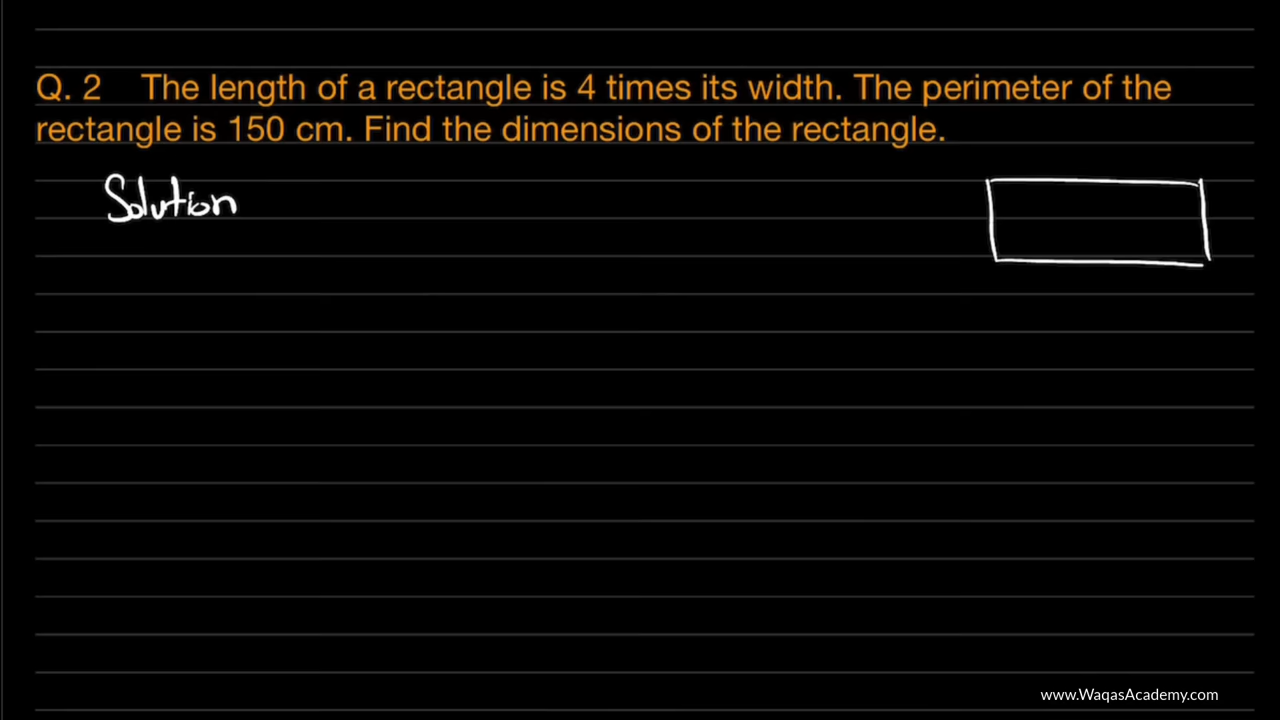 Q. 2 The length of a rectangle is 4 times its width. The perimeter of the
rectangle is 150 cm. Find the dimensions of the rectangle.
Solution
www.WaqasAcademy.com